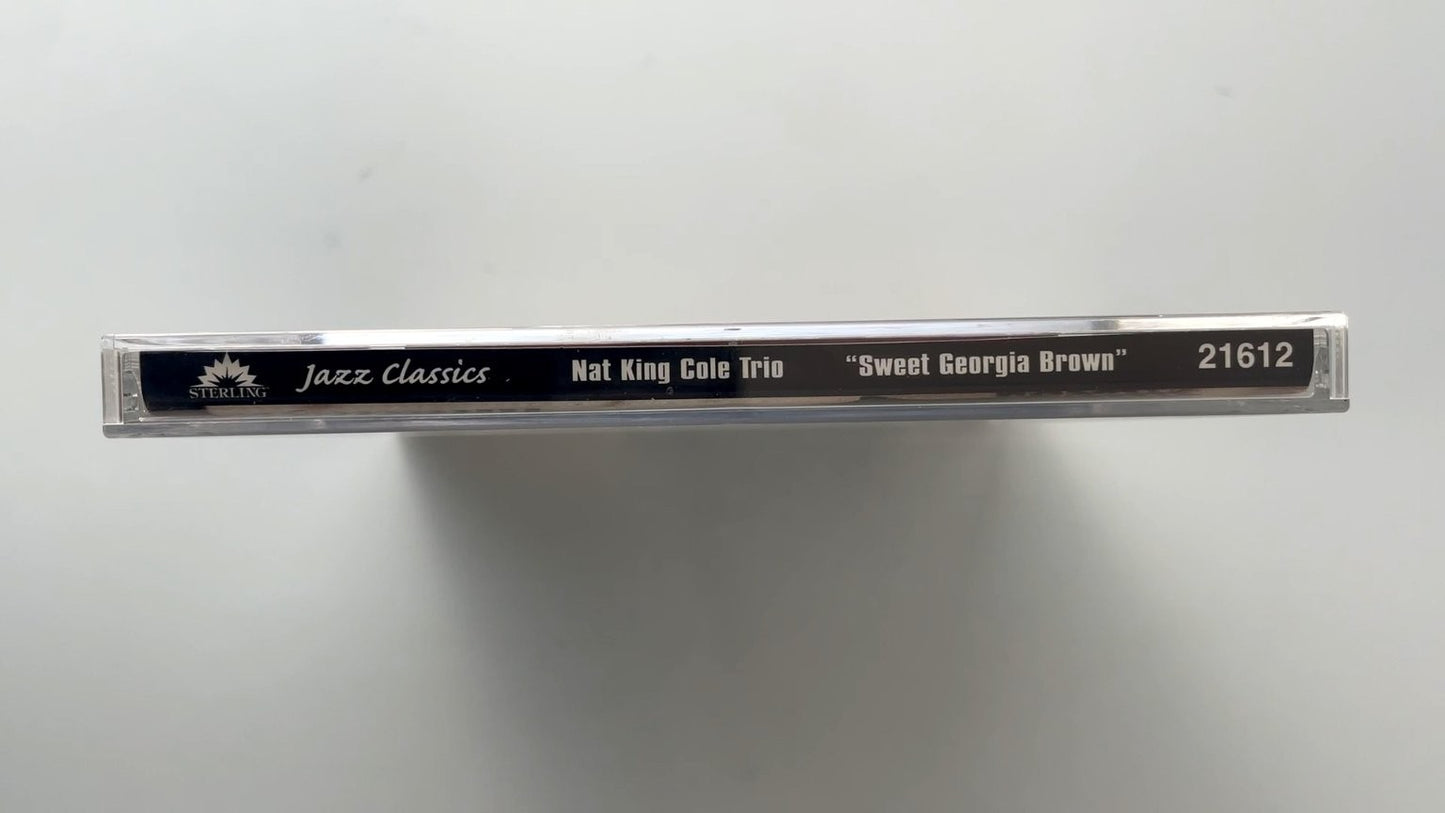 STERLING Jazz Classics Nat King Cole Trio “Sweet Georgia Brown” 21612